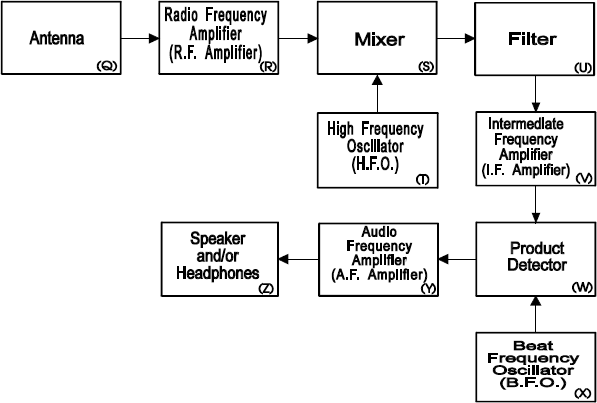 Antenna
(Q)
Radio Frequency
Amplifier
(R.F. Amplifier)
(R)
Mixer
(S)
Filter
(U)
High Frequency
Oscillator
(H.F.O.)
(T)
Intermediate
Frequency
Amplifier
(I.F. Amplifier)
(V)
Speaker
and/or
Headphones
(Z)
Audio
Frequency
Amplifier
(A.F. Amplifier)
(Y)
Product
Detector
(W)
Beat
Frequency
Oscillator
(B.F.O.)
(X)